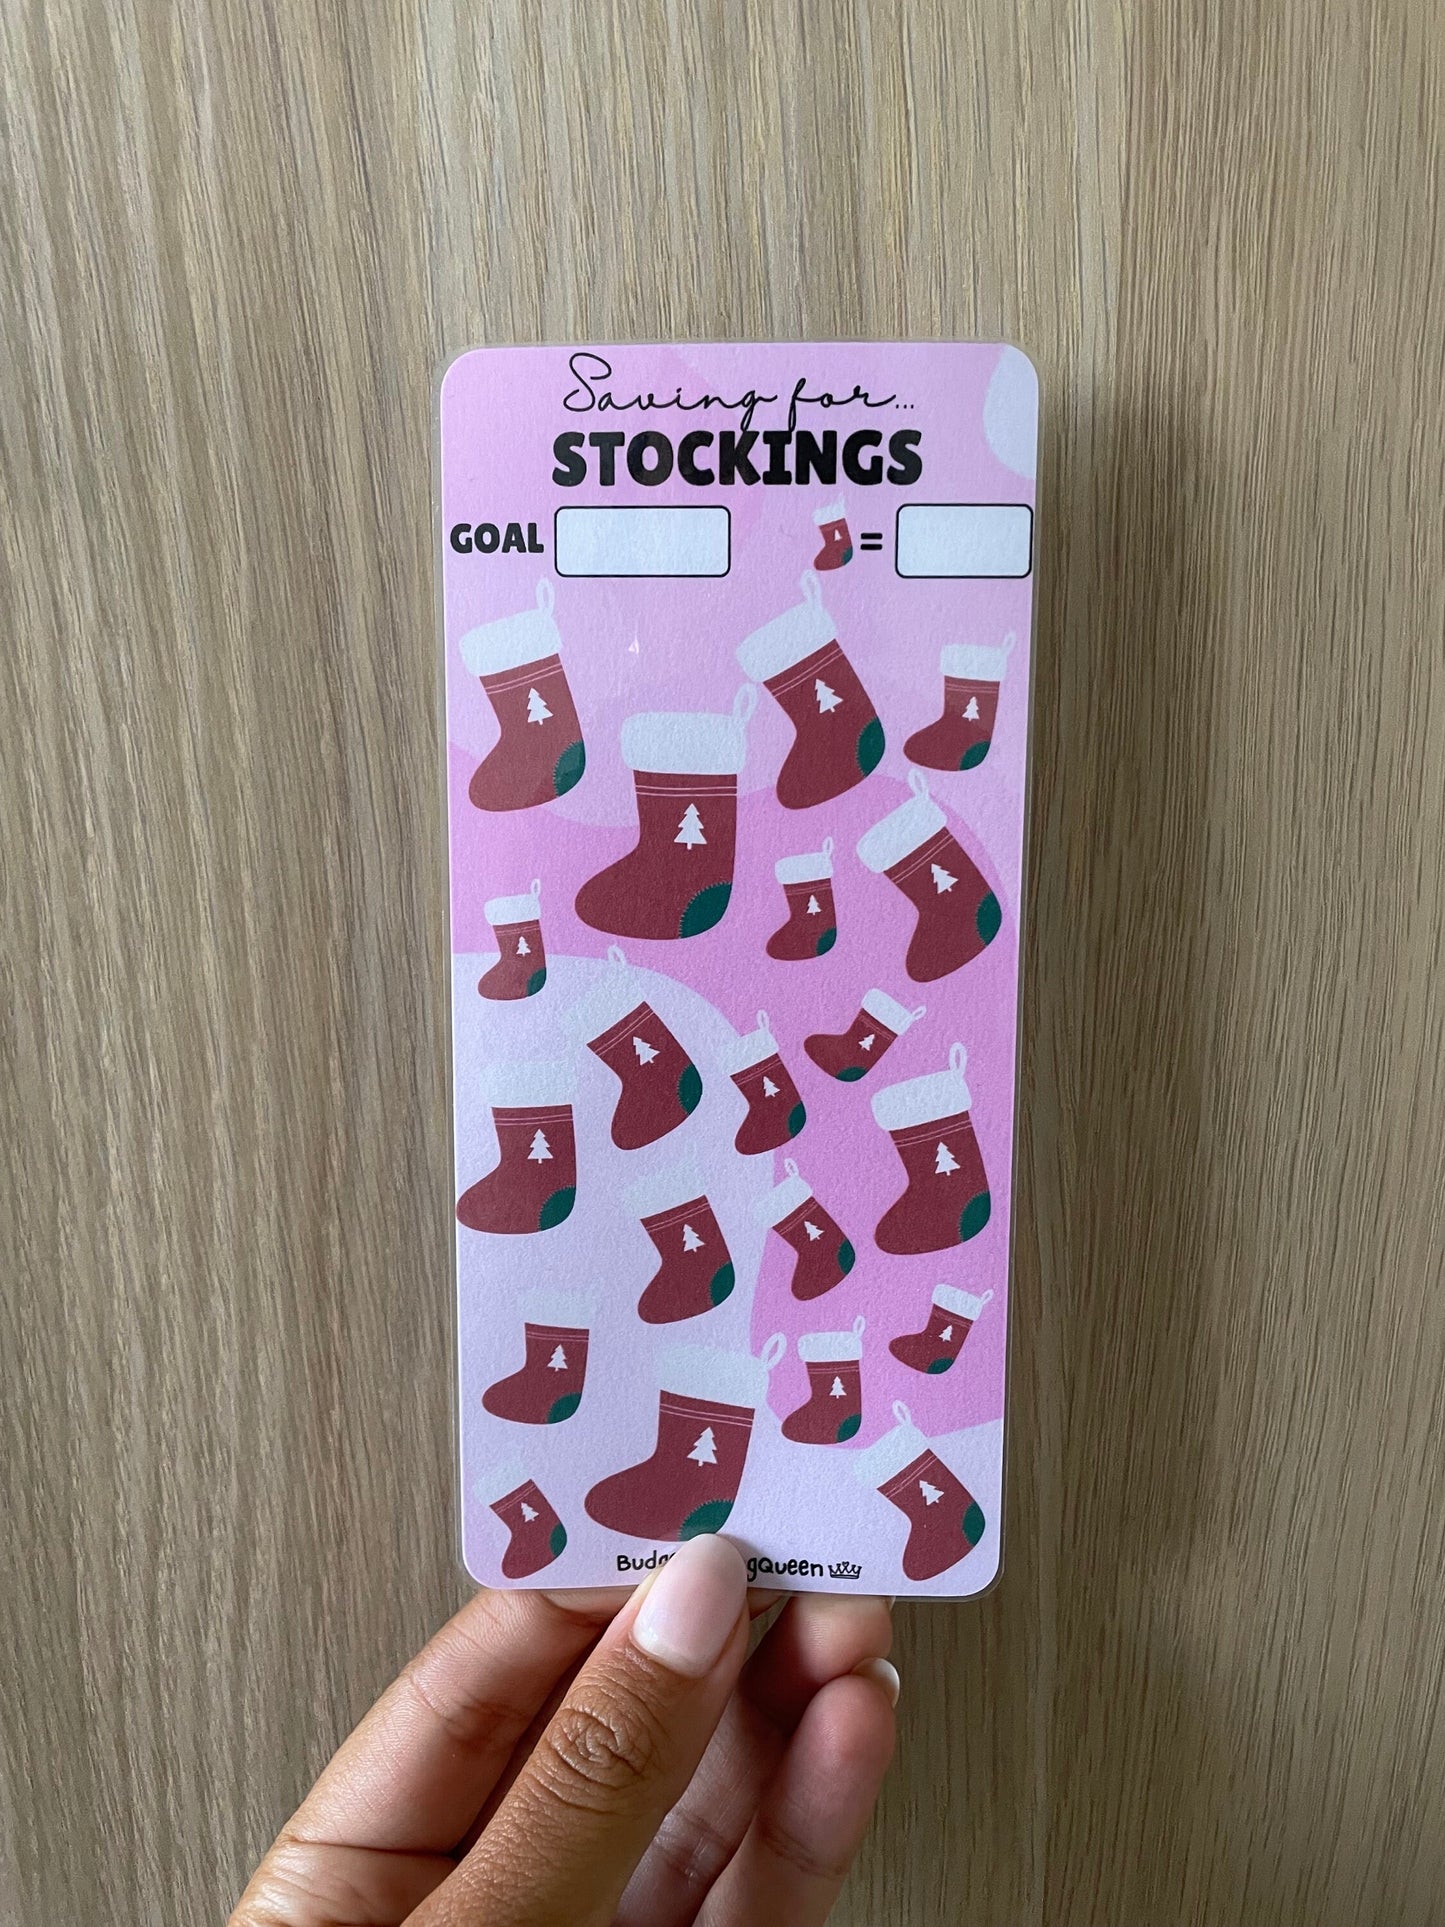 Saving for...
STOCKINGS
GOAL
=